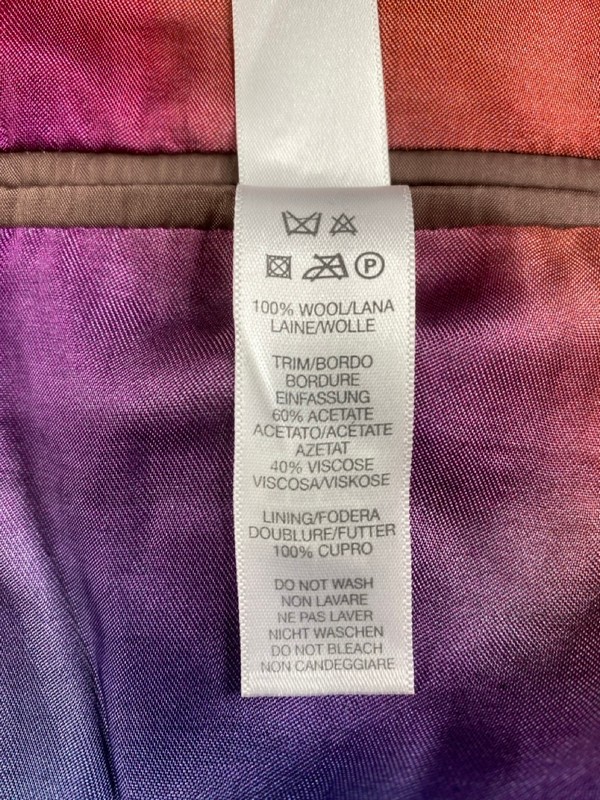 P
100% WOOL/LANA
LAINE/WOLLE
TRIM/BORDO
BORDURE
EINFASSUNG
60% ACETATE
ACETATO/ACÉTATE
AZETAT
40% VISCOSE
VISCOSA/VISKOSE
LINING/FODERA
DOUBLURE/FUTTER
100% CUPRO
DO NOT WASH
NON LAVARE
NE PAS LAVER
NICHT WASCHEN
DO NOT BLEACH
NON CANDEGGIARE